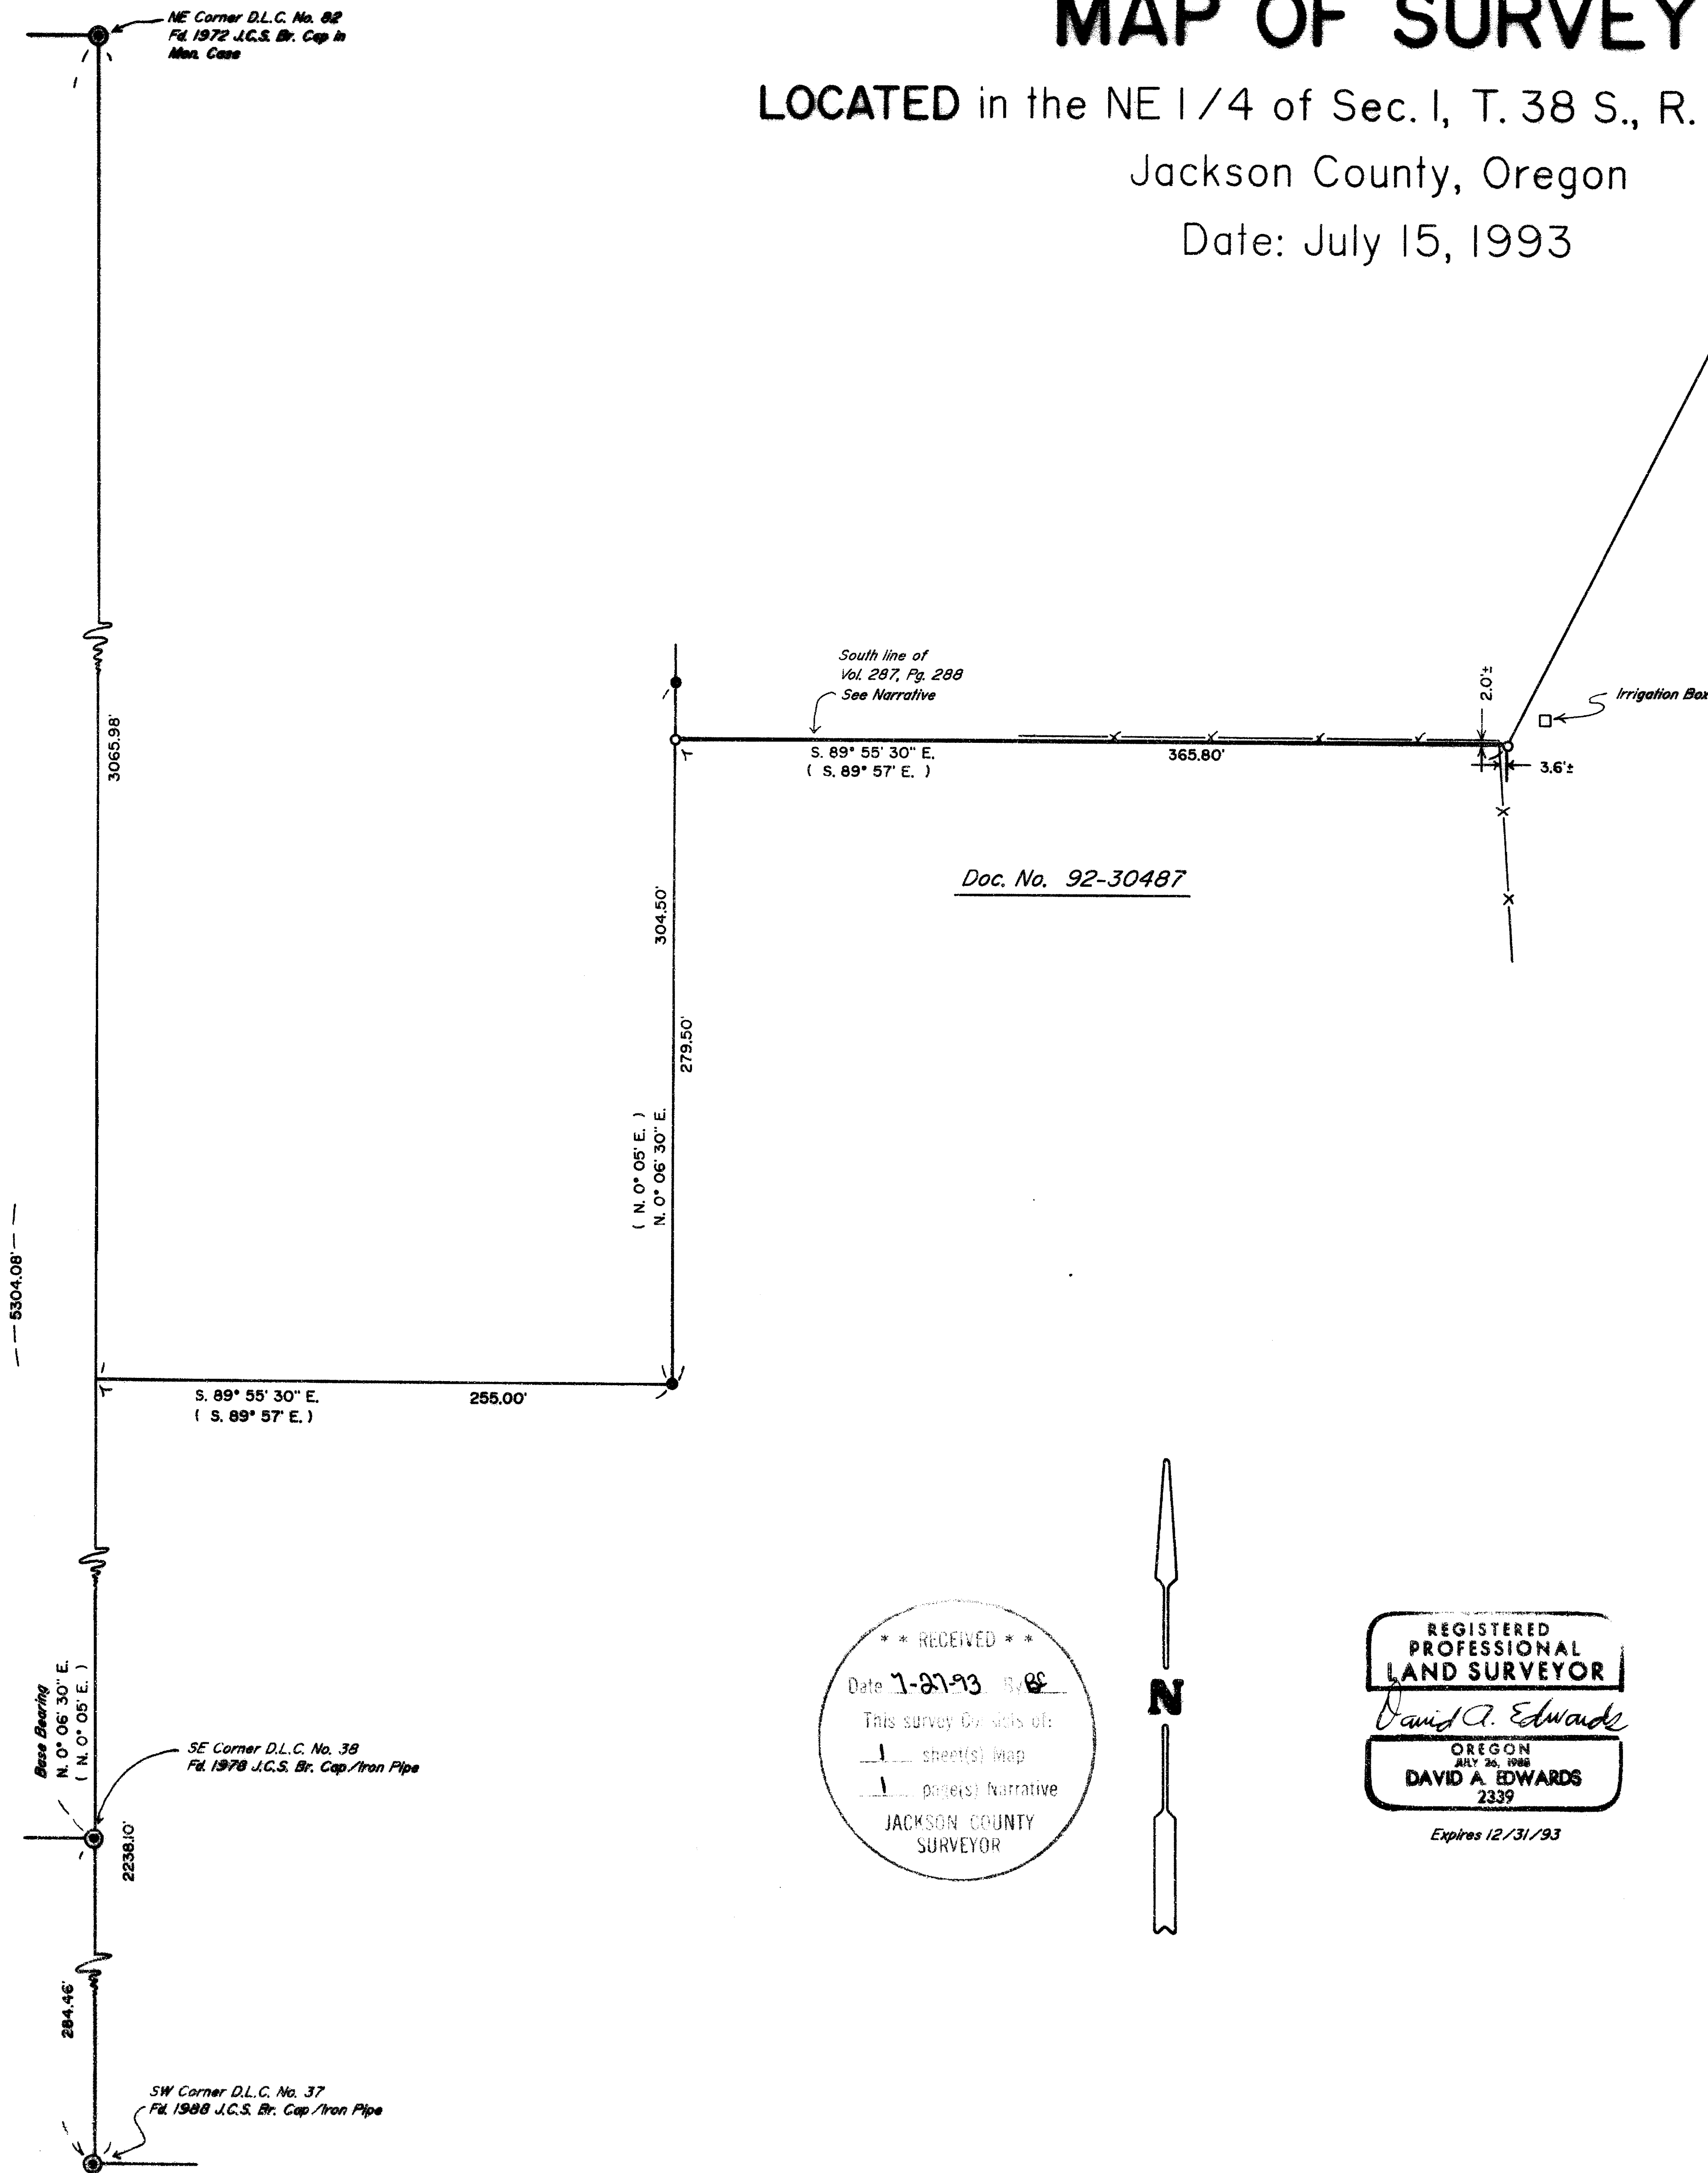 MAP OF SURVEY
LOCATED in the NE 1/4 of Sec. 1, T. 38 S., R.
Jackson County, Oregon
Date: July 15, 1993
NE Corner D.L.C. No. 82
Fd. 1972 J.C.S. Br. Cap in
Mon. Case
3065.98'
South line of
Vol. 287, Pg. 288
See Narrative
S. 89° 55' 30" E.
( S. 89° 57' E. )
365.80'
2.0'±
Irrigation Box
3.6'±
Doc. No. 92-30487
304.50'
279.50'
( N. 0° 05' E. )
N. 0° 06' 30" E.
5304.08'
S. 89° 55' 30" E.
( S. 89° 57' E. )
255.00'
Base Bearing
N. 0° 06' 30" E.
( N. 0° 05' E. )
SE Corner D.L.C. No. 38
Fd. 1978 J.C.S. Br. Cap/Iron Pipe
2238.10'
284.46'
SW Corner D.L.C. No. 37
Fd. 1988 J.C.S. Br. Cap/Iron Pipe
* * RECEIVED * *
Date 7-27-93 By
This survey Consists of:
1 sheet(s) Map
1 page(s) Narrative
JACKSON COUNTY
SURVEYOR
N
REGISTERED
PROFESSIONAL
LAND SURVEYOR
David A. Edwards
OREGON
JULY 26, 1988
DAVID A. EDWARDS
2339
Expires 12/31/93